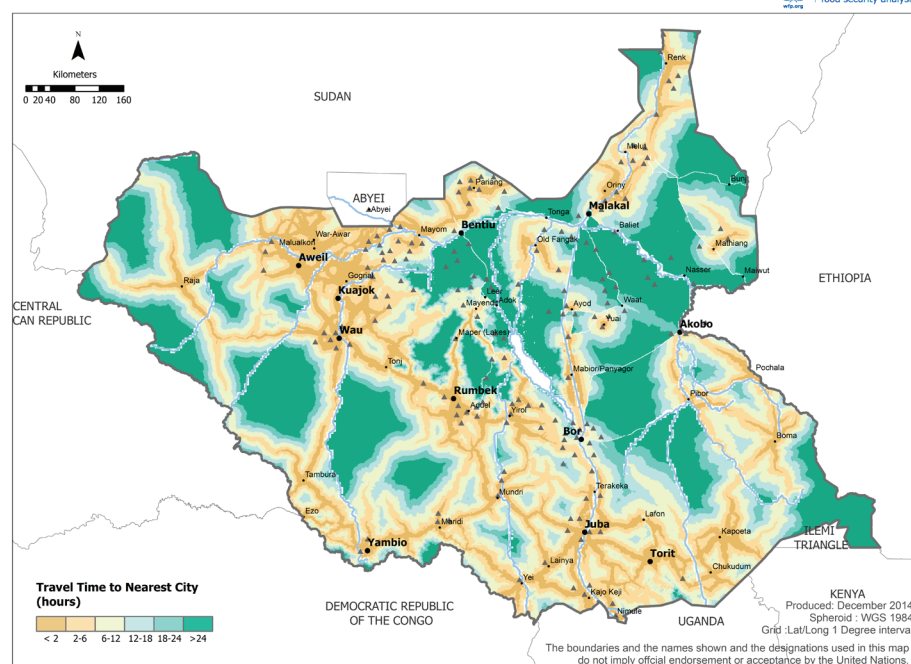 wfp.org
Food security analysis
N
Kilometers
0 20 40 80 120 160
SUDAN
Renk
Melut
Bunj
Pariang
Oriny
ABYEI
Abyei
Malakal
Tonga
Baliet
Mathiang
Bentiu
Mayom
Old Fangak
War-Awar
Malualkon
Aweil
Gogrial
Nasser
Maiwut
ETHIOPIA
Raja
Kuajok
Leer
Mayendit
Adok
Ayod
Waat
Yuai
CENTRAL
CAN REPUBLIC
Akobo
Wau
Maper (Lakes)
Toni
Mabior/Panyagor
Pochala
Rumbek
Aduel
Yirol
Pibor
Bor
Boma
Tambura
Mundri
Terakeka
Ezo
Maridi
Juba
Lafon
Kapoeta
ILEMI
TRIANGLE
Yambio
Torit
Lainya
Chukudum
Yei
Kajo Keji
Nimule
Travel Time to Nearest City
(hours)
< 2 2-6 6-12 12-18 18-24 >24
DEMOCRATIC REPUBLIC
OF THE CONGO
UGANDA
KENYA
Produced: December 2014
Spheroid : WGS 1984
Grid :Lat/Long 1 Degree interva
The boundaries and the names shown and the designations used in this map
do not imply offcial endorsement or acceptance by the United Nations.